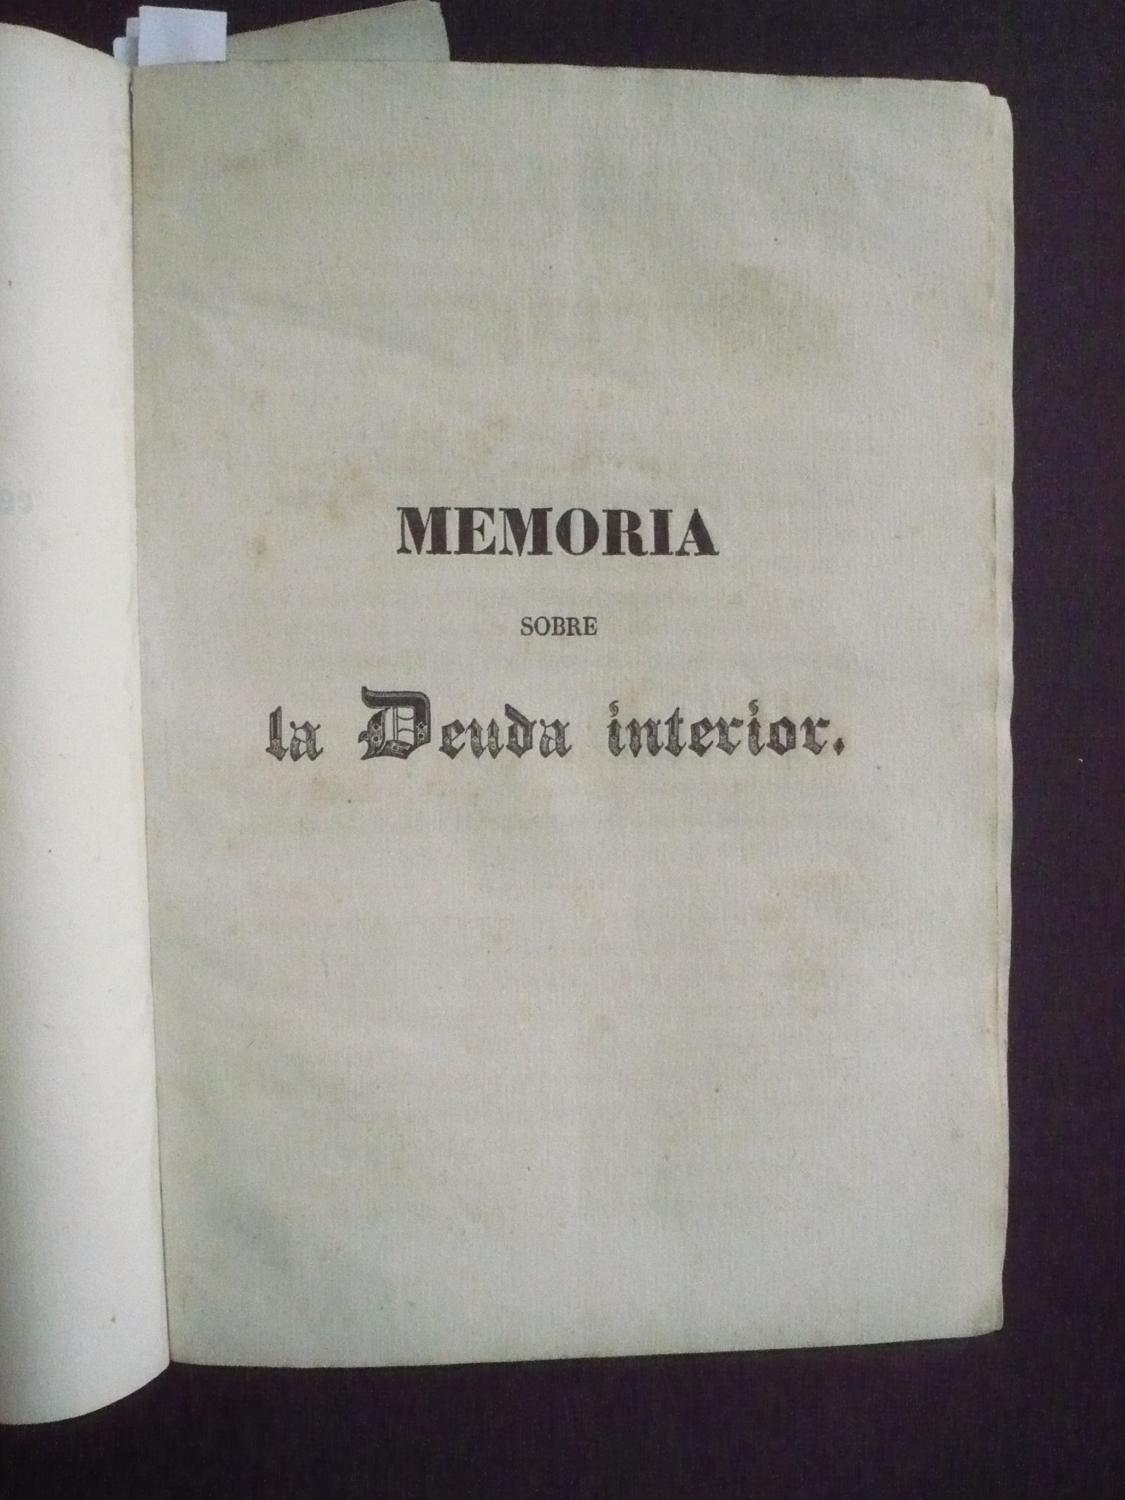 MEMORIA
SOBRE
la Deuda interior.